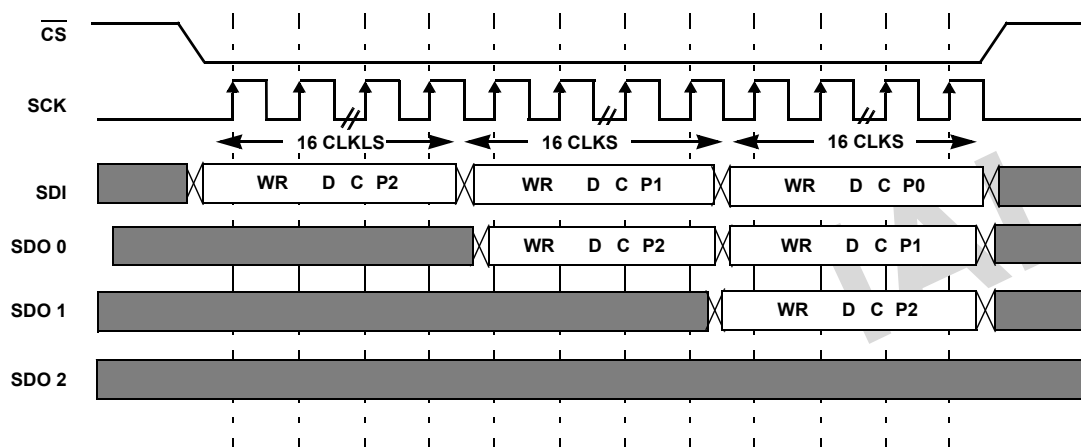 CS
SCK
16 CLKLS 16 CLKS 16 CLKS
SDI WR D C P2 WR D C P1 WR D C P0
SDO 0 WR D C P2 WR D C P1
SDO 1 WR D C P2
SDO 2